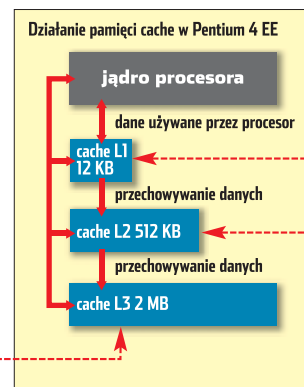 Działanie pamięci cache w Pentium 4 EE
jądro procesora
dane używane przez procesor
cache L1
12 KB
przechowywanie danych
cache L2 512 KB
przechowywanie danych
cache L3 2 MB